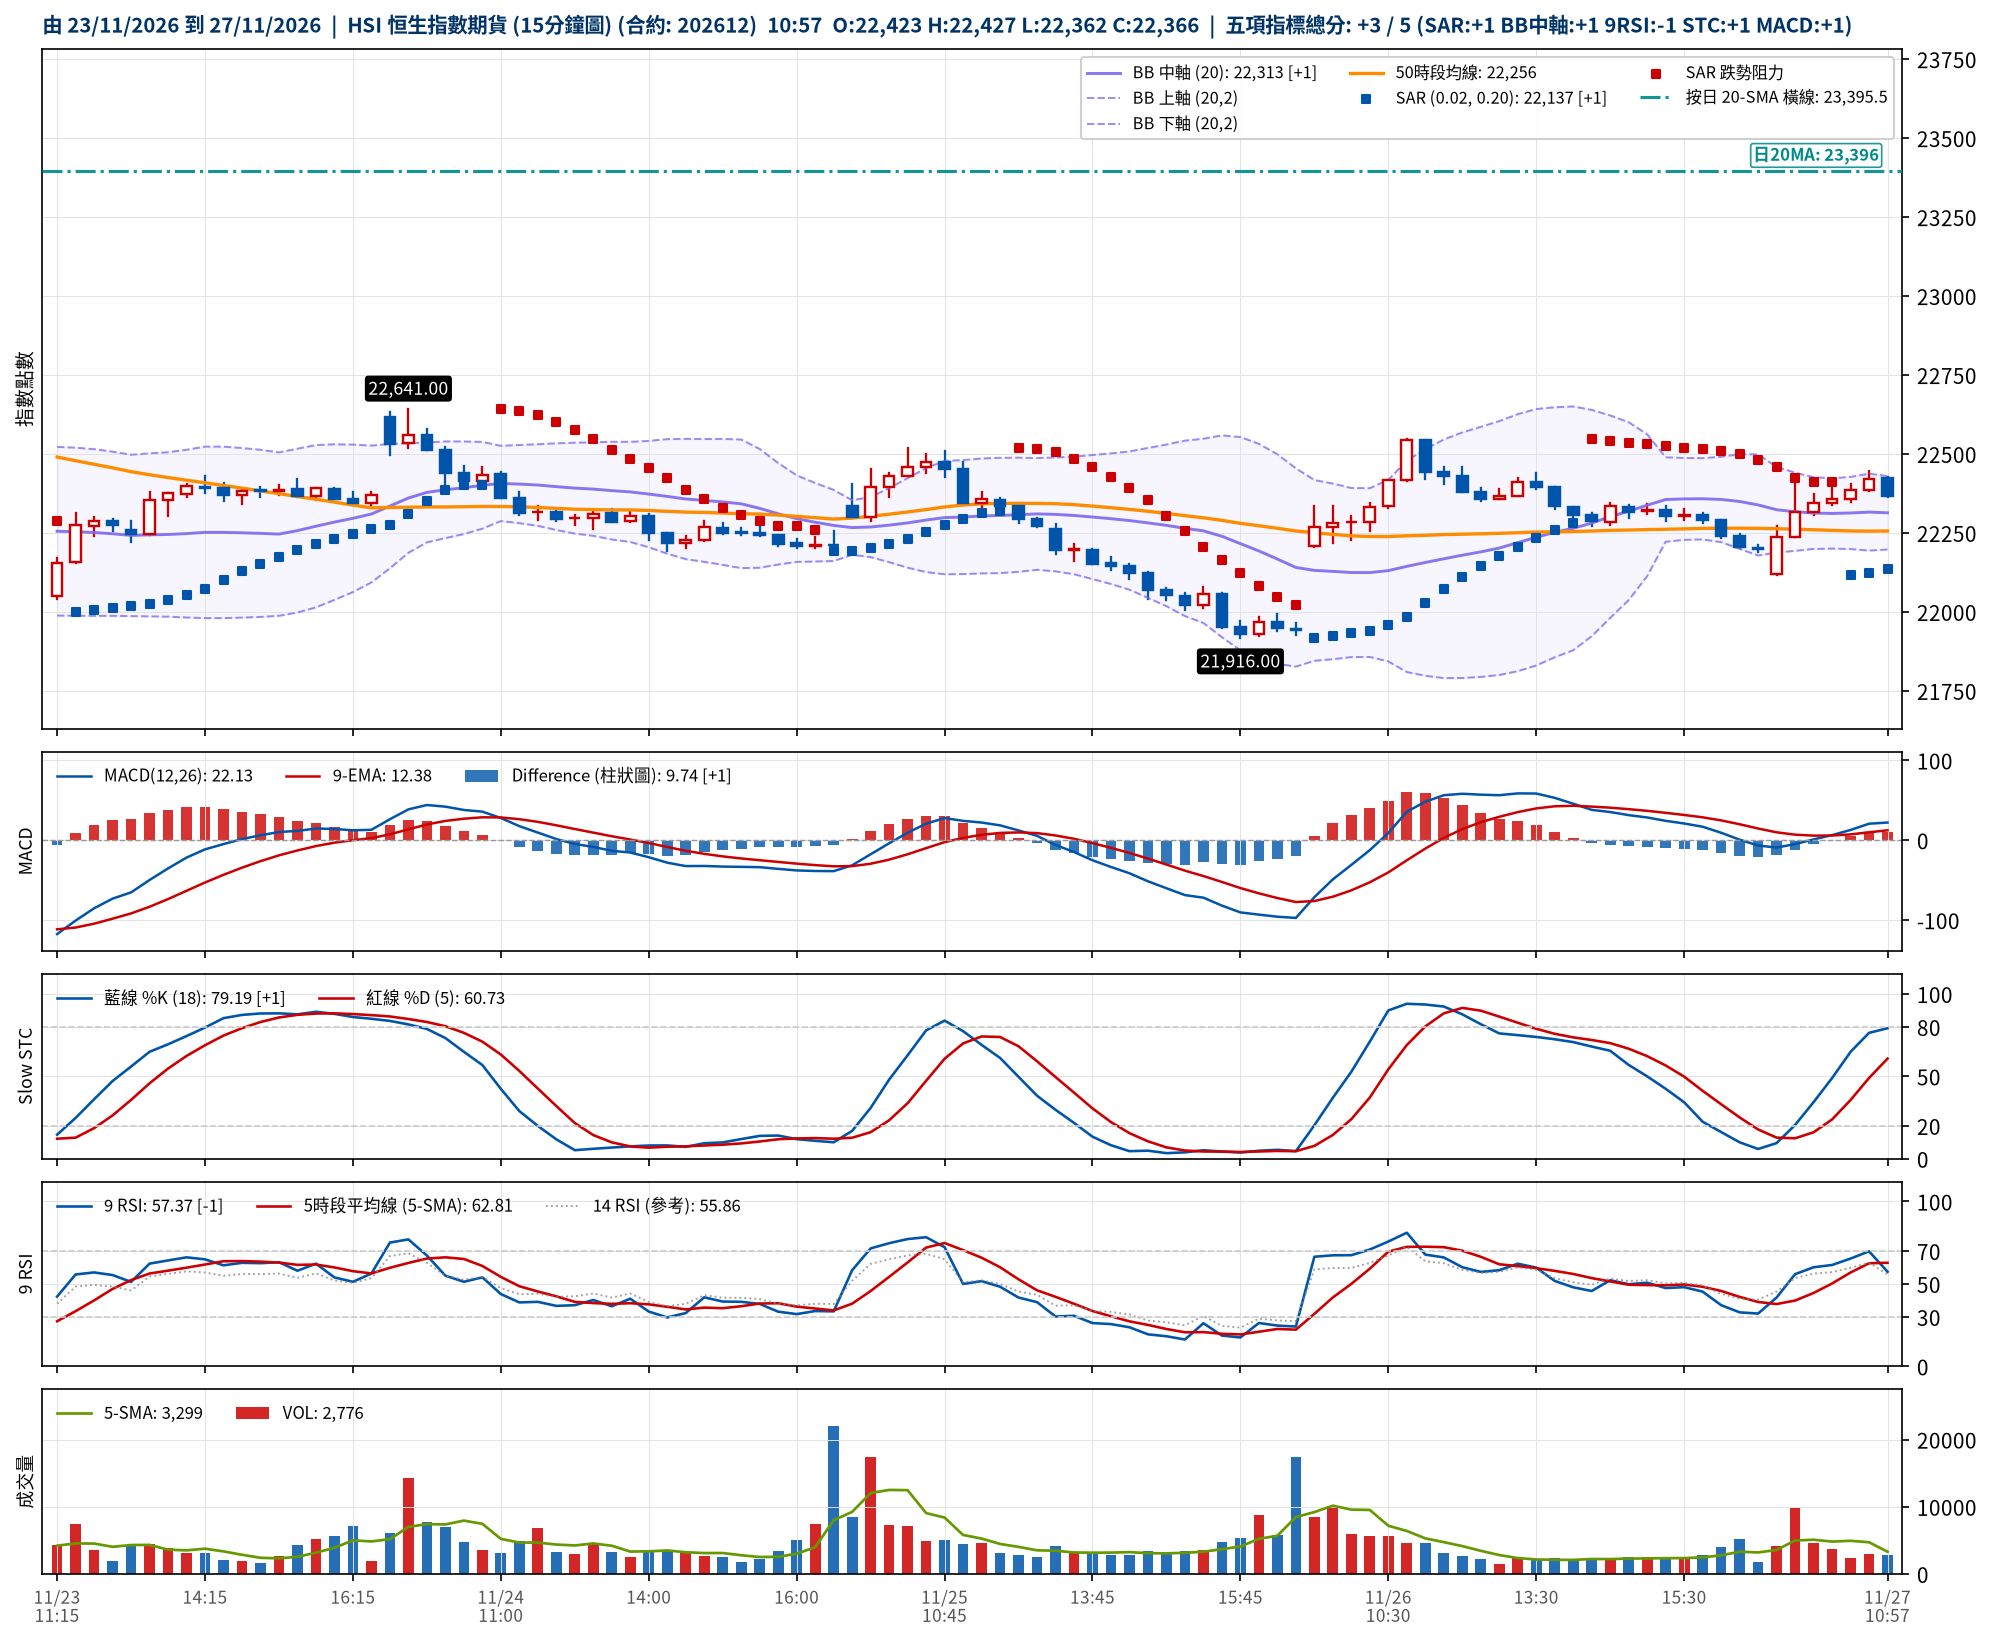 由 23/11/2026 到 27/11/2026 | HSI 恒生指數期貨 (15分鐘圖) (合約: 202612) 10:57 O:22,423 H:22,427 L:22,362 C:22,366 | 五項指標總分: +3 / 5 (SAR:+1 BB中軸:+1 9RSI:-1 STC:+1 MACD:+1)
BB 中軸 (20): 22,313 [+1]
BB 上軸 (20,2)
BB 下軸 (20,2)
50時段均線: 22,256
SAR (0.02, 0.20): 22,137 [+1]
SAR 跌勢阻力
按日 20-SMA 橫線: 23,395.5
日20MA: 23,396
22,641.00
21,916.00
指數點數
23750
23500
23250
23000
22750
22500
22250
22000
21750
MACD(12,26): 22.13
9-EMA: 12.38
Difference (柱狀圖): 9.74 [+1]
MACD
100
0
-100
藍線 %K (18): 79.19 [+1]
紅線 %D (5): 60.73
Slow STC
100
80
50
20
0
9 RSI: 57.37 [-1]
5時段平均線 (5-SMA): 62.81
14 RSI (參考): 55.86
9 RSI
100
70
50
30
0
5-SMA: 3,299
VOL: 2,776
成交量
20000
10000
0
11/23
11:15
14:15
16:15
11/24
11:00
14:00
16:00
11/25
10:45
13:45
15:45
11/26
10:30
13:30
15:30
11/27
10:57